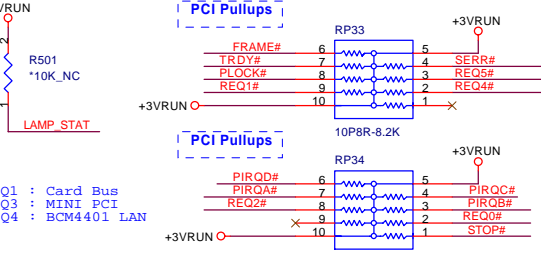 VRUN
PCI Pullups
RP33
+3VRUN
2
R501
*10K_NC
1
LAMP_STAT
FRAME# 6 5
TRDY# 7 4 SERR#
PLOCK# 8 3 REQ5#
REQ1# 9 2 REQ4#
+3VRUN 10 1
10P8R-8.2K
PCI Pullups
RP34
+3VRUN
PIRQD# 6 5
PIRQA# 7 4 PIRQC#
REQ2# 8 3 PIRQB#
9 2 REQ0#
+3VRUN 10 1 STOP#
Q1 : Card Bus
Q3 : MINI PCI
Q4 : BCM4401 LAN